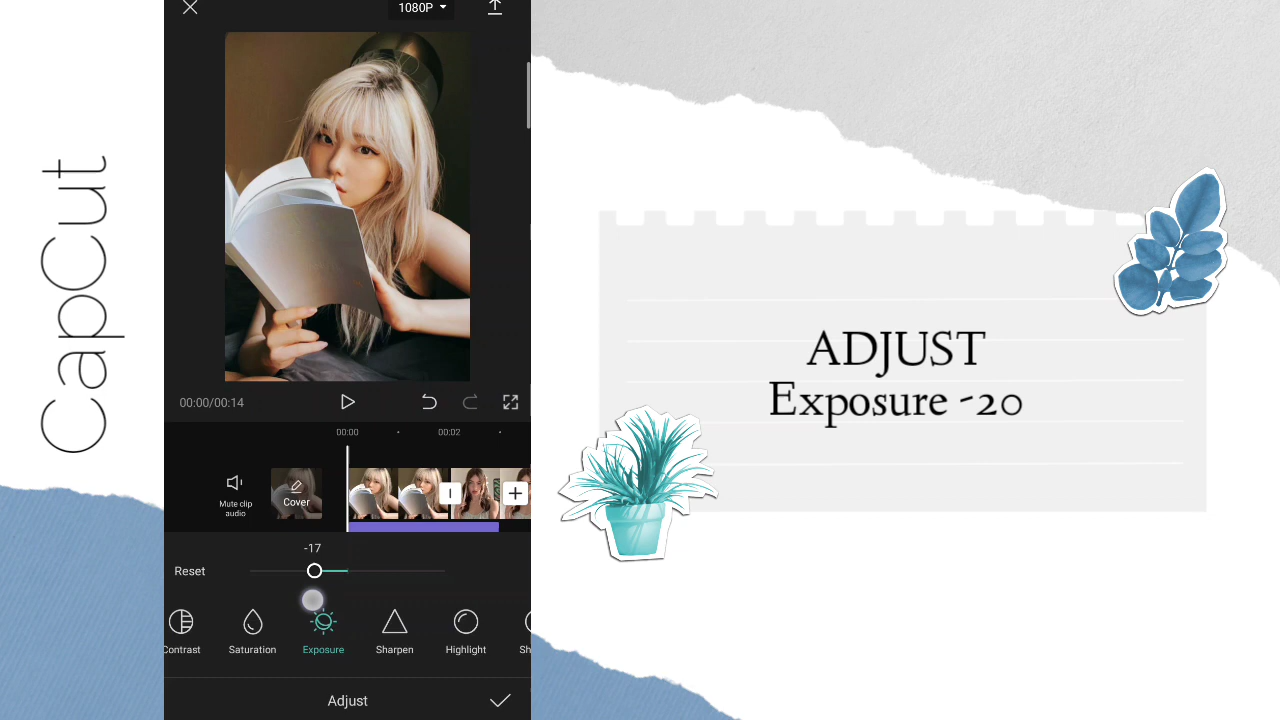 CapCut
1080P
00:00/00:14
00:00
00:02
Mute clip
audio
Cover
-17
Reset
Contrast
Saturation
Exposure
Sharpen
Highlight
Sh
Adjust
ADJUST
Exposure -20